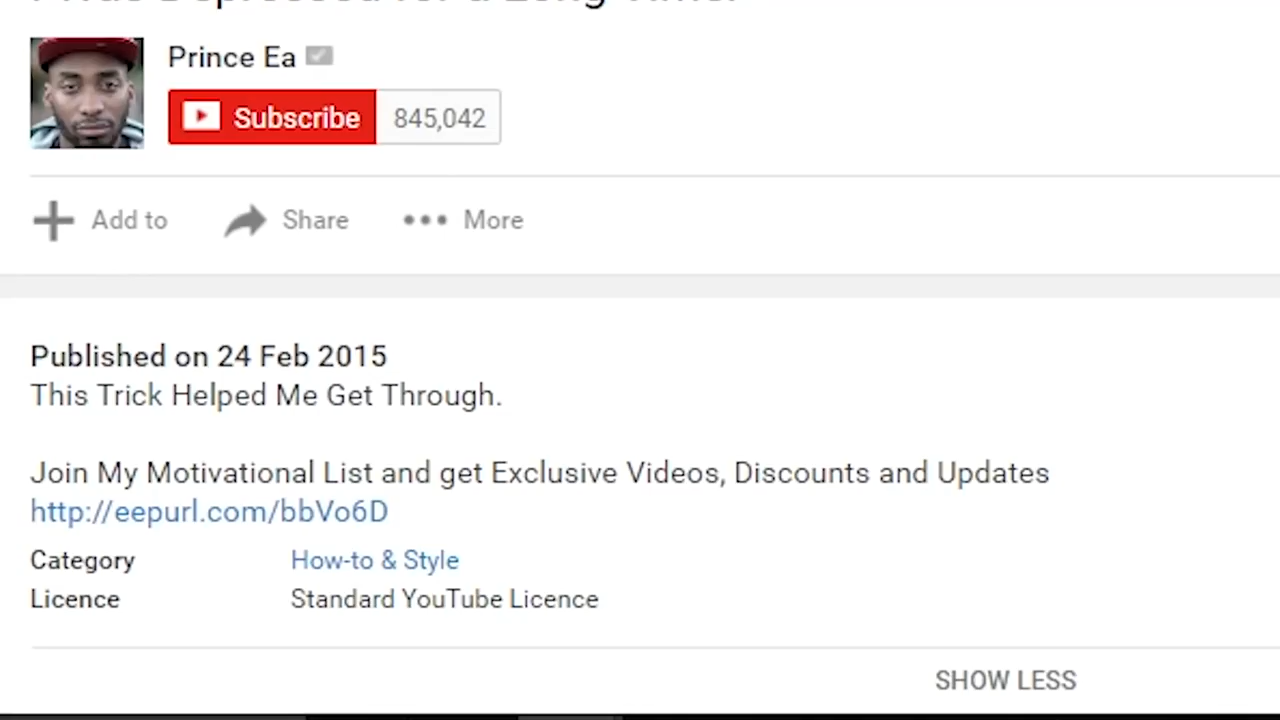 Prince Ea
Subscribe 845,042
Add to Share More
Published on 24 Feb 2015
This Trick Helped Me Get Through.
Join My Motivational List and get Exclusive Videos, Discounts and Updates
http://eepurl.com/bbVo6D
Category How-to & Style
Licence Standard YouTube Licence
SHOW LESS